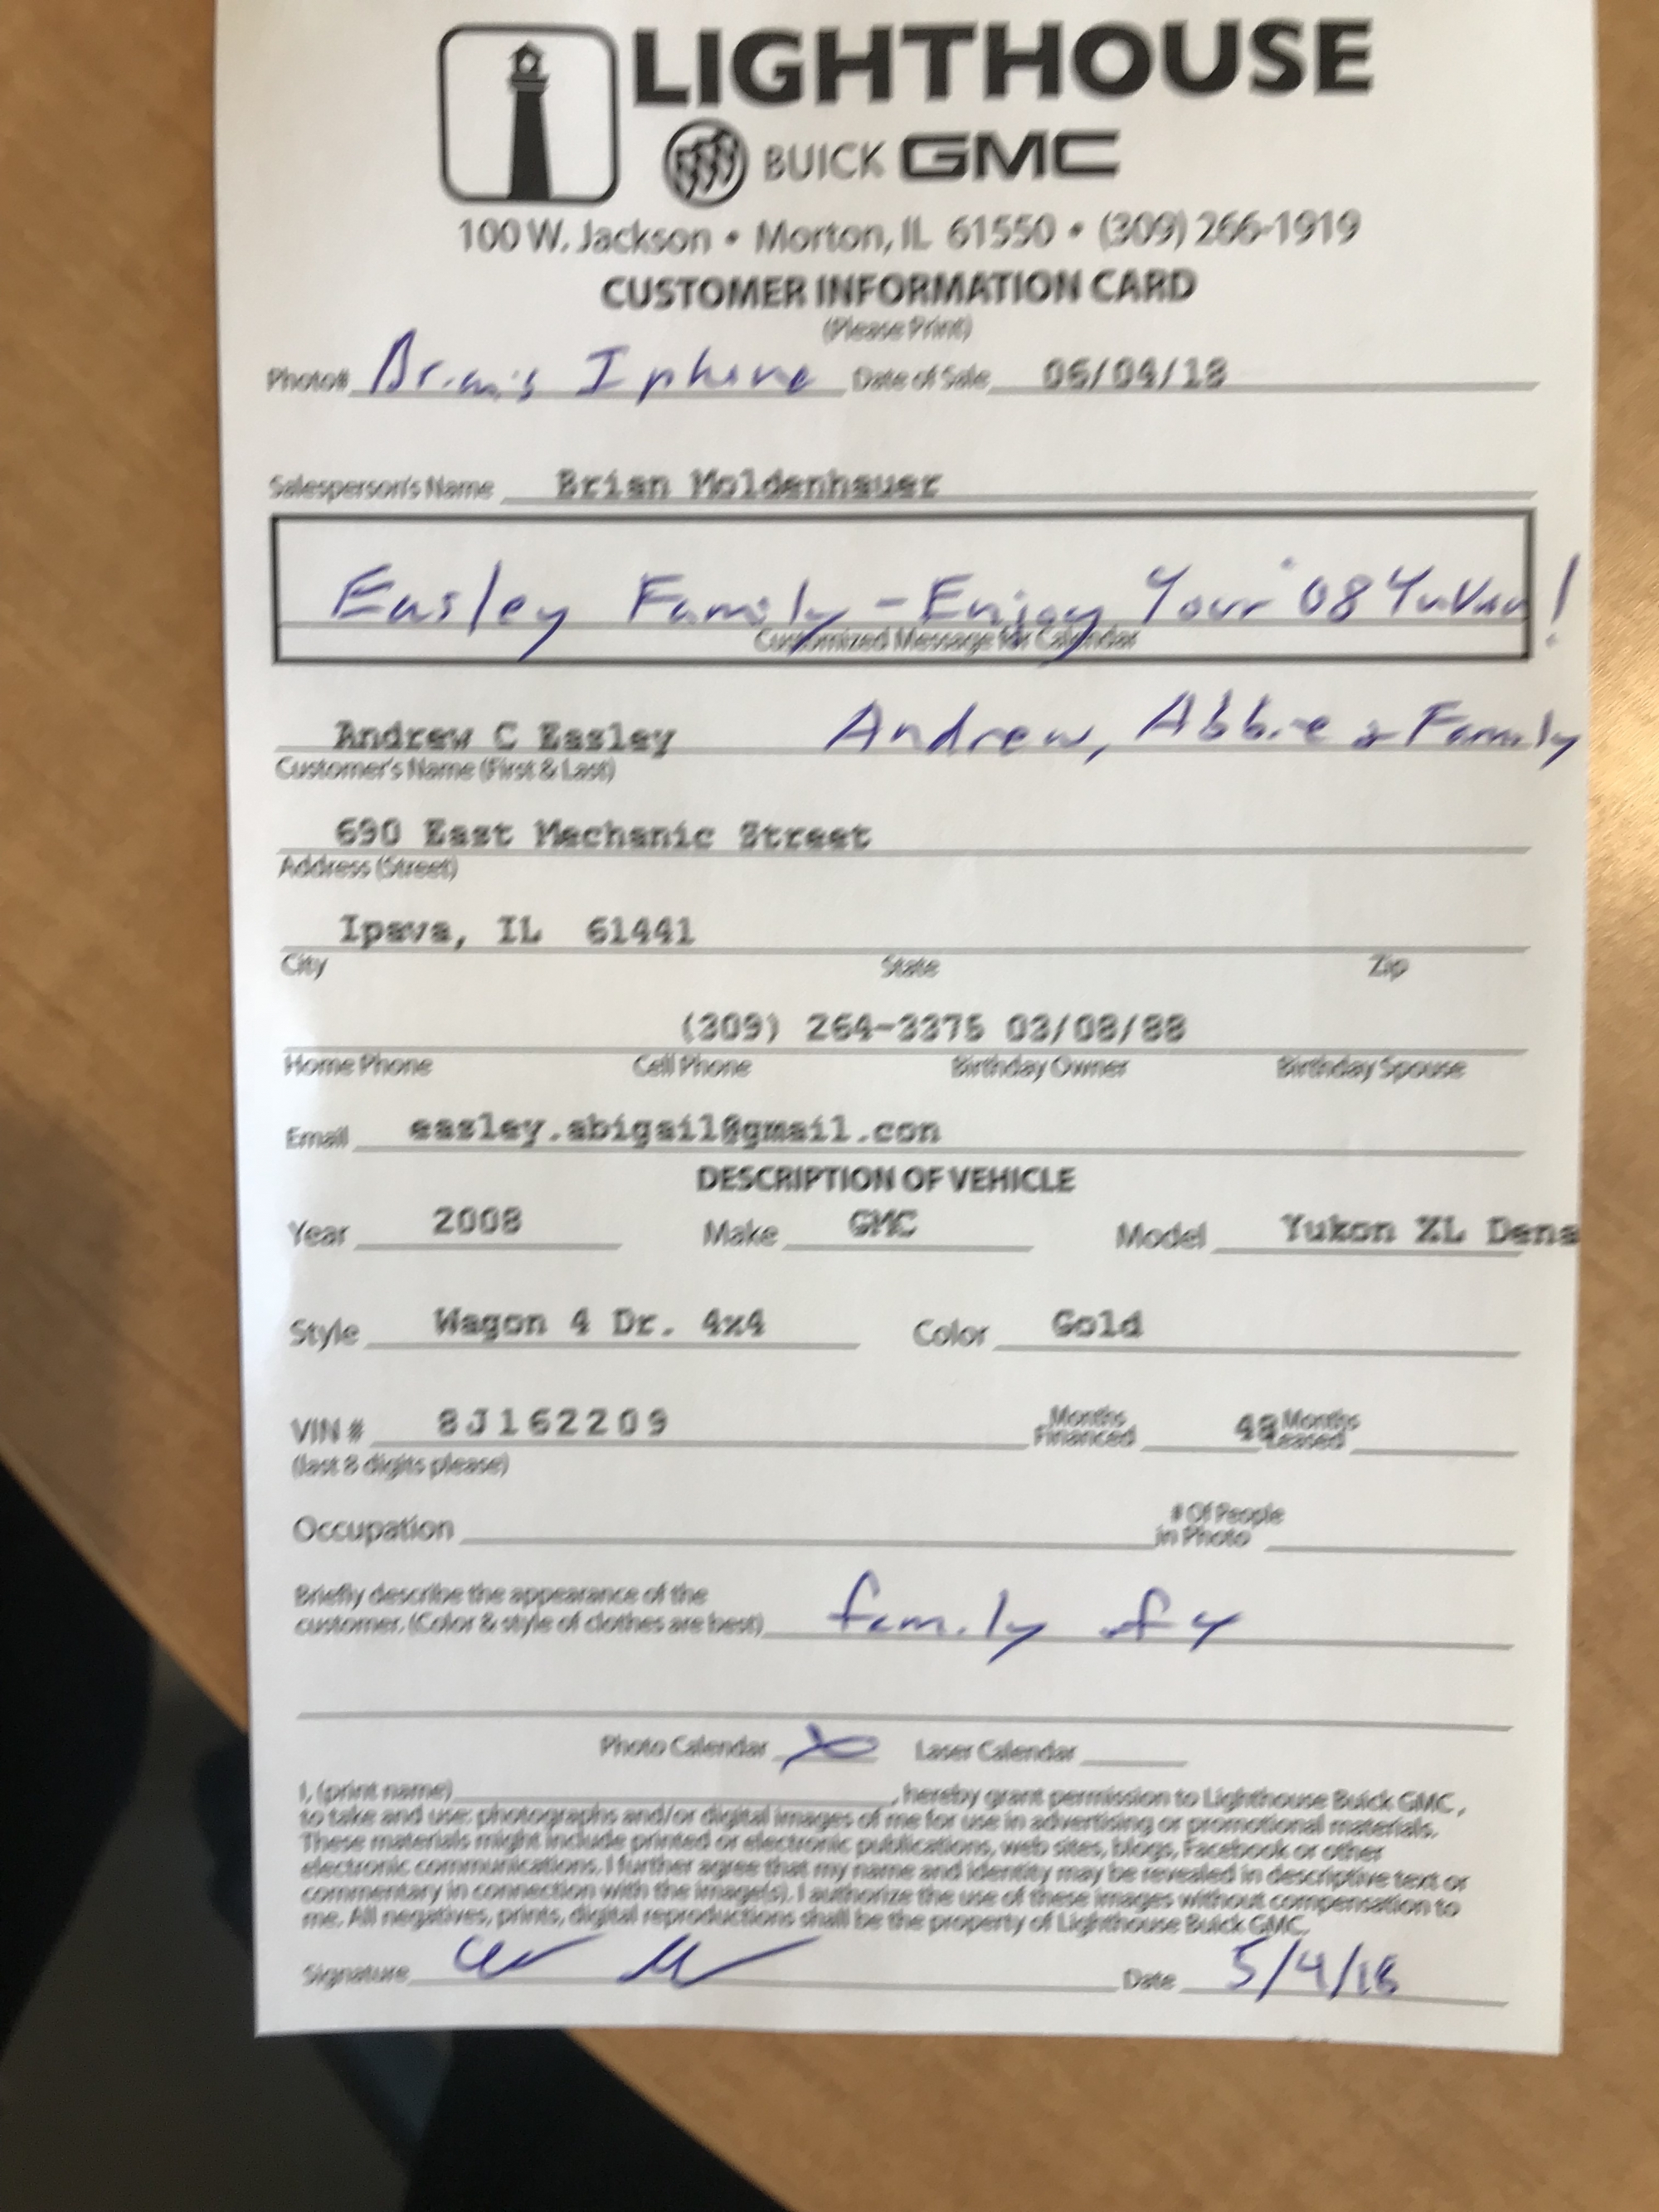 LIGHTHOUSE
BUICK GMC
100 W. Jackson • Morton, IL 61550 • (309) 266-1919
CUSTOMER INFORMATION CARD
(Please Print)
Photo# Brian's Iphone Date of Sale 05/04/18
Salesperson's Name Brian Moldenhauer
Easley Family - Enjoy Your '08 Yukon!
Customized Message for Calendar
Andrew C Easley Andrew, Abbie & Family
Customer's Name (First & Last)
690 East Mechanic Street
Address (Street)
Ipava, IL 61441
City State Zip
(309) 264-3375 03/08/88
Home Phone Cell Phone Birthday Owner Birthday Spouse
Email easley.abigail@gmail.con
DESCRIPTION OF VEHICLE
Year 2008 Make GMC Model Yukon XL Dena
Style Wagon 4 Dr. 4x4 Color Gold
VIN # 8J162209 Months Financed 48 Months Leased
(last 8 digits please)
Occupation # Of People in Photo
Briefly describe the appearance of the
customer. (Color & style of clothes are best) family of 4
Photo Calendar X Laser Calendar
I, (print name) , hereby grant permission to Lighthouse Buick GMC,
to take and use: photographs and/or digital images of me for use in advertising or promotional materials.
These materials might include printed or electronic publications, web sites, blogs, Facebook or other
electronic communications. I further agree that my name and identity may be revealed in descriptive text or
commentary in connection with the image(s). I authorize the use of these images without compensation to
me. All negatives, prints, digital reproductions shall be the property of Lighthouse Buick GMC.
Signature Date 5/4/18